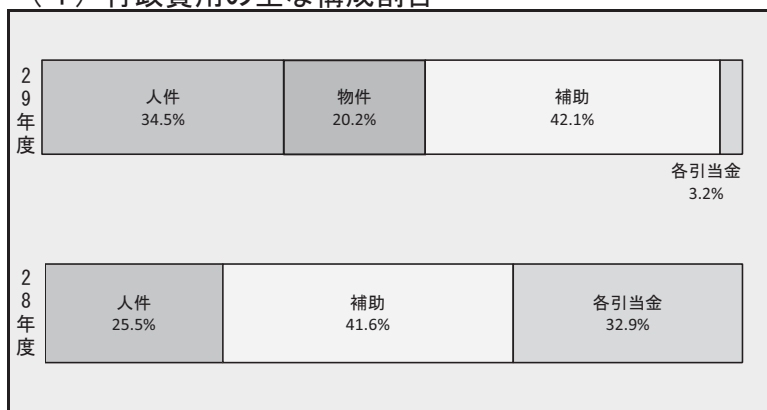 29年度
人件
34.5%
物件
20.2%
補助
42.1%
各引当金
3.2%
28年度
人件
25.5%
補助
41.6%
各引当金
32.9%